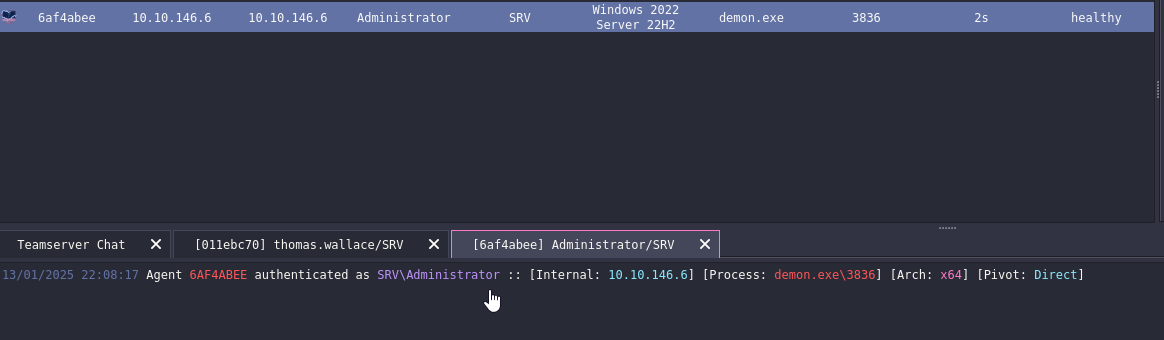 6af4abee 10.10.146.6 10.10.146.6 Administrator SRV Windows 2022 Server 22H2 demon.exe 3836 2s healthy
Teamserver Chat [011ebc70] thomas.wallace/SRV [6af4abee] Administrator/SRV
13/01/2025 22:08:17 Agent 6AF4ABEE authenticated as SRV\Administrator :: [Internal: 10.10.146.6] [Process: demon.exe\3836] [Arch: x64] [Pivot: Direct]